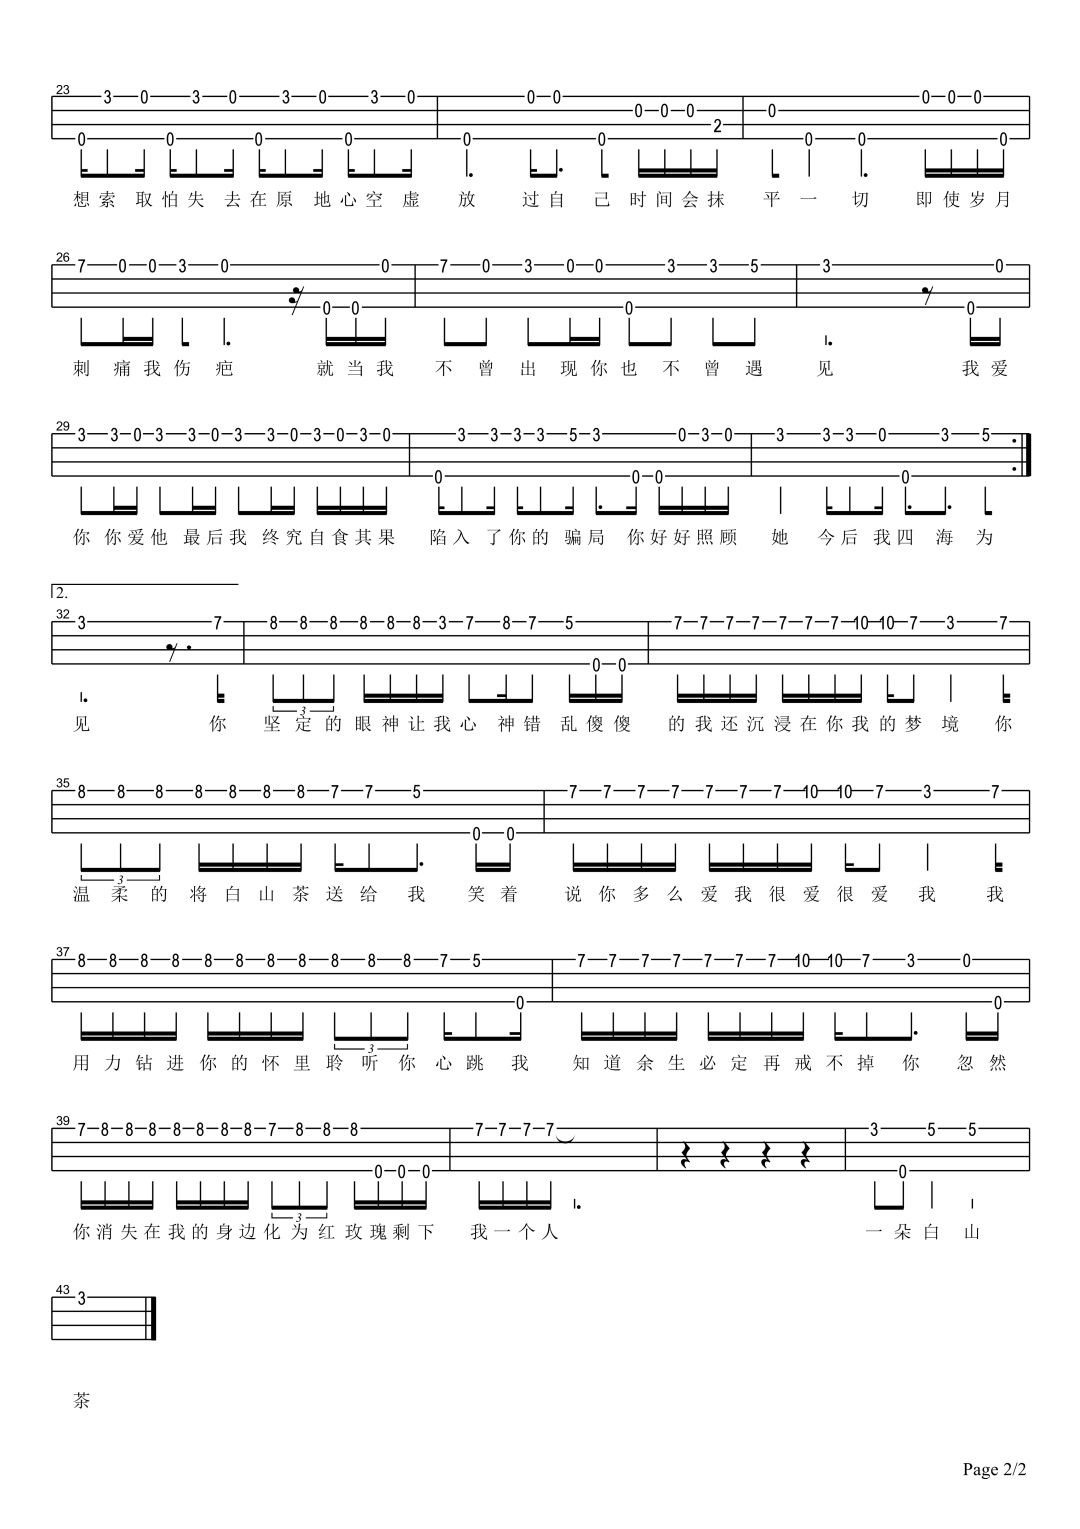 23 3 0 3 0 3 0 3 0 0 0 0 0 0 0 0 0
0 0 0 0 0 0 2 0 0 0
想索取怕失去在原地心空虚 放 过自己时间会抹 平一切 即使岁月
26 7 0 0 3 0 0 7 0 3 0 0 3 3 5 3 0
0 0 0 0
刺痛我伤疤 就当我 不曾出现你也不曾遇 见 我爱
29 3 3 0 3 3 0 3 3 0 3 0 3 0 3 3 3 3 5 3 0 3 0 3 3 3 0 3 5
0 0 0 0
你你爱他最后我终究自食其果 陷入了你的骗局你好好照顾 她今后我四海为
2.
32 3 7 8 8 8 8 8 8 3 7 8 7 5 7 7 7 7 7 7 7 10 10 7 3 7
0 0
3
见 你 坚定的眼神让我心神错乱傻傻 的我还沉浸在你我的梦境 你
35 8 8 8 8 8 8 8 7 7 5 7 7 7 7 7 7 7 10 10 7 3 7
0 0
3
温柔的将白山茶送给我 笑着 说你多么爱我很爱很爱我 我
37 8 8 8 8 8 8 8 8 8 8 8 7 5 7 7 7 7 7 7 7 10 10 7 3 0
0 0
3
用力钻进你的怀里聆听你心跳我 知道余生必定再戒不掉你忽然
39 7 8 8 8 8 8 8 8 7 8 8 8 7 7 7 7 3 5 5
0 0 0 0
3
你消失在我的身边化为红玫瑰剩下 我一个人 一朵白山
43 3
茶
Page 2/2